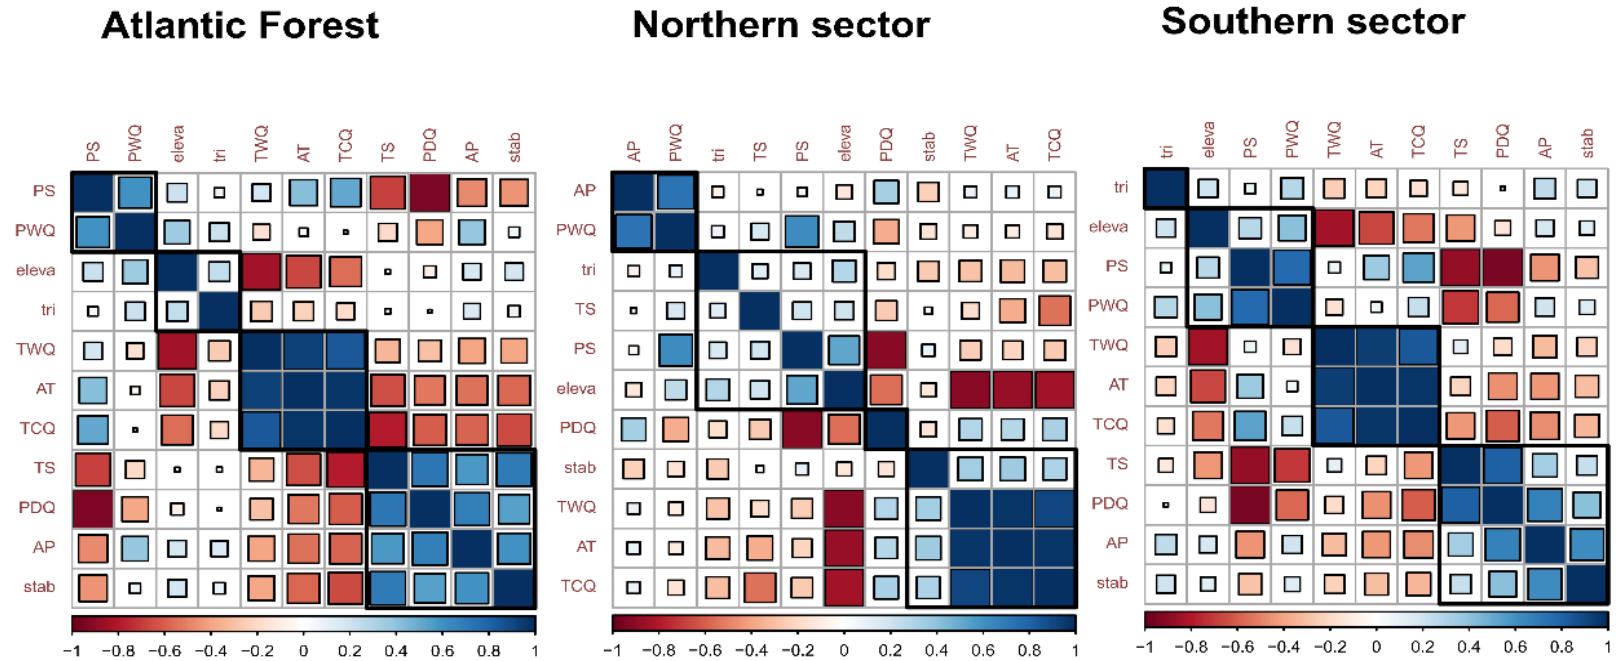 Atlantic Forest
PS PWQ eleva tri TWQ AT TCQ TS PDQ AP stab
PS
PWQ
eleva
tri
TWQ
AT
TCQ
TS
PDQ
AP
stab
−1 −0.8 −0.6 −0.4 −0.2 0 0.2 0.4 0.6 0.8 1
Northern sector
AP PWQ tri TS PS eleva PDQ stab TWQ AT TCQ
AP
PWQ
tri
TS
PS
eleva
PDQ
stab
TWQ
AT
TCQ
−1 −0.8 −0.6 −0.4 −0.2 0 0.2 0.4 0.6 0.8 1
Southern sector
tri eleva PS PWQ TWQ AT TCQ TS PDQ AP stab
tri
eleva
PS
PWQ
TWQ
AT
TCQ
TS
PDQ
AP
stab
−1 −0.8 −0.6 −0.4 −0.2 0 0.2 0.4 0.6 0.8 1